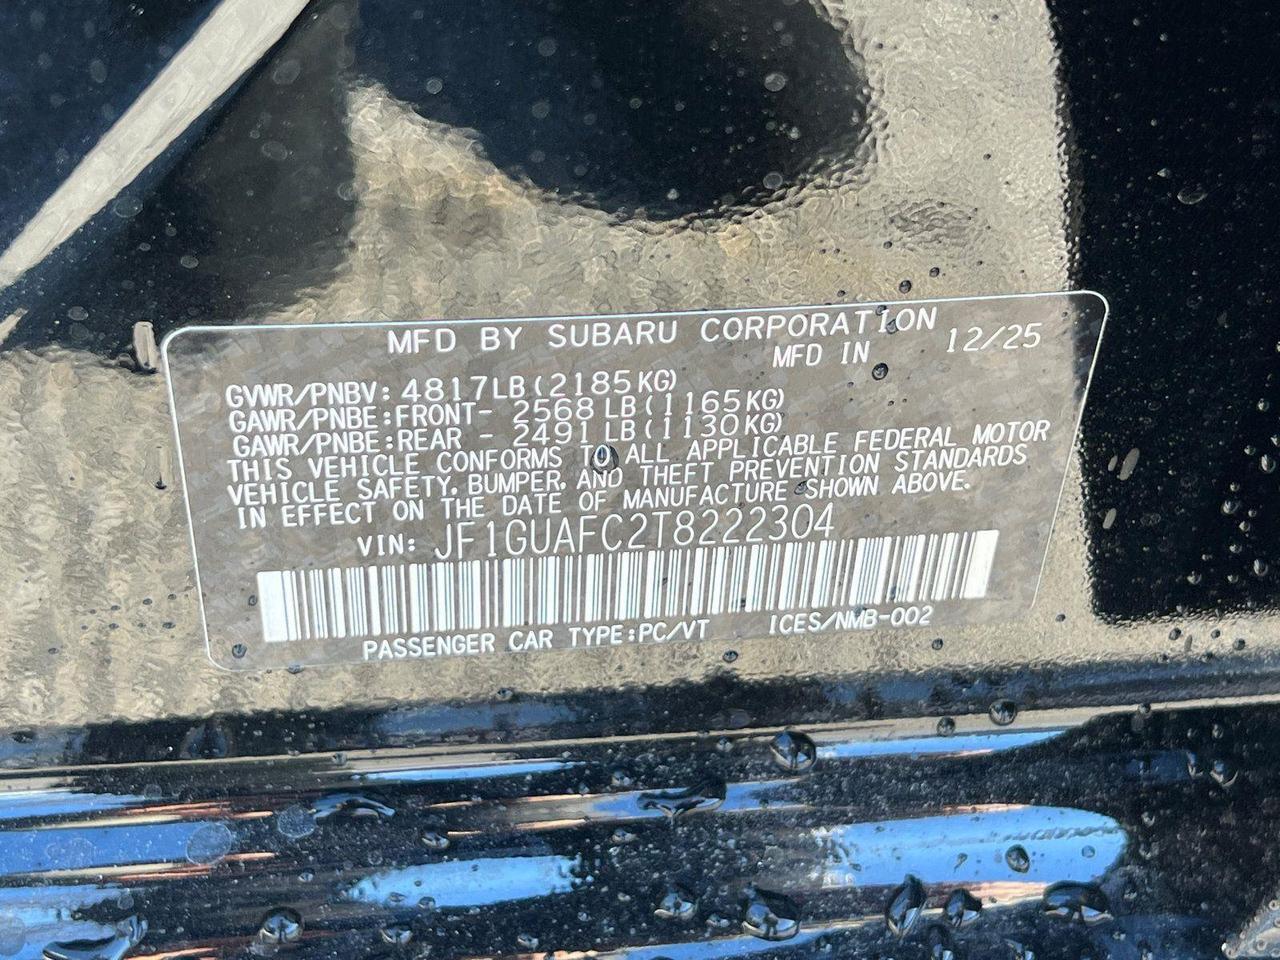 MFD BY SUBARU CORPORATION
MFD IN 12/25
GVWR/PNBV: 4817LB(2185KG)
GAWR/PNBE:FRONT- 2568LB(1165KG)
GAWR/PNBE:REAR - 2491LB(1130KG)
THIS VEHICLE CONFORMS TO ALL APPLICABLE FEDERAL MOTOR
VEHICLE SAFETY, BUMPER, AND THEFT PREVENTION STANDARDS
IN EFFECT ON THE DATE OF MANUFACTURE SHOWN ABOVE.
VIN: JF1GUAFC2T8222304
PASSENGER CAR TYPE:PC/VT ICES/NMB-002